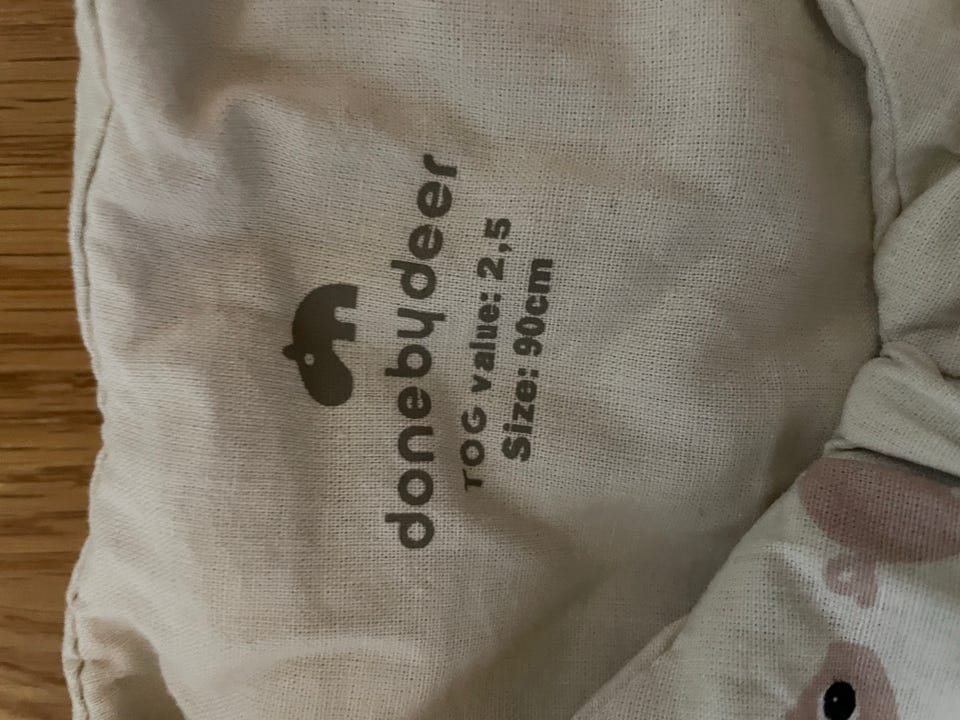 donebydeer
TOG value: 2,5
Size: 90cm